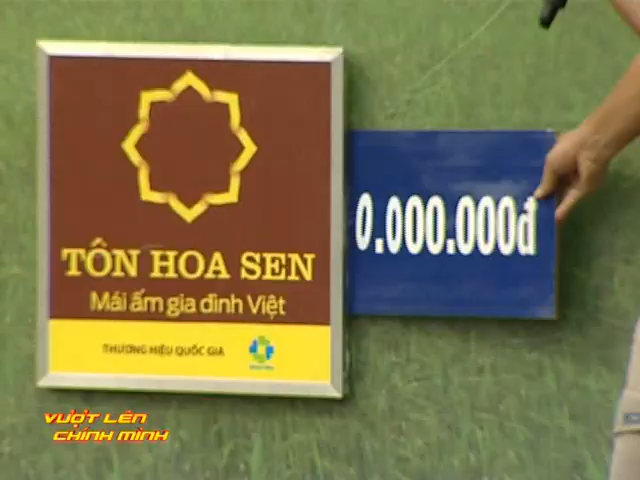 TÔN HOA SEN
Mái ấm gia đình Việt
THƯƠNG HIỆU QUỐC GIA
0.000.000đ
VƯỢT LÊN
CHÍNH MÌNH